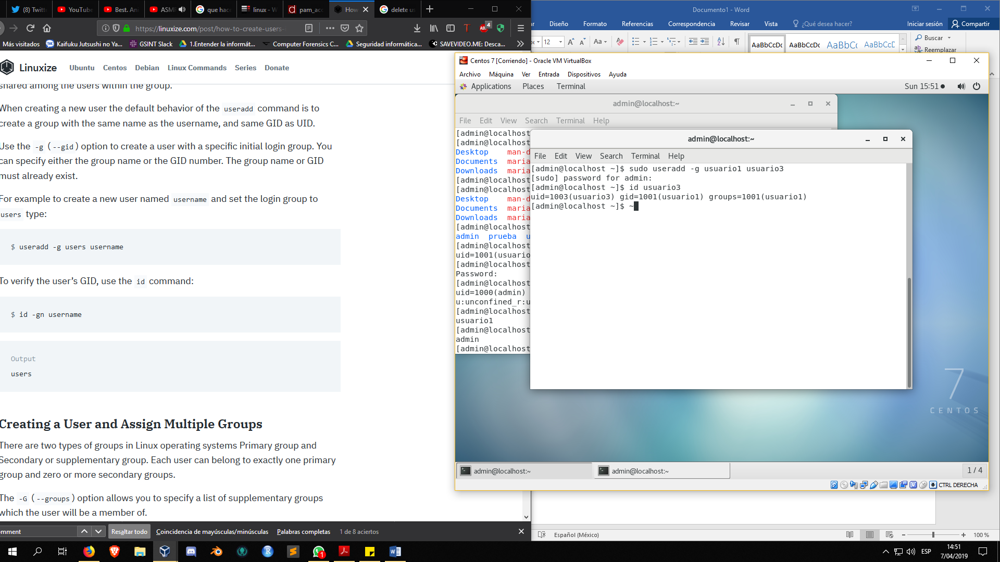 (8) Twitt
YouTube
Best. An
ASM
que hac
linux - W
pam_acc
How
delete us
https://linuxize.com/post/how-to-create-users-
Más visitados
Kaifuku Jutsushi no Ya...
GSINT Slack
1.Entender la informát...
Computer Forensics C...
Seguridad informática...
SAVEVIDEO.ME: Desca...
Linuxize
Ubuntu
Centos
Debian
Linux Commands
Series
Donate
shared among the users within the group.
When creating a new user the default behavior of the useradd command is to
create a group with the same name as the username, and same GID as UID.
Use the -g (--gid) option to create a user with a specific initial login group. You
can specify either the group name or the GID number. The group name or GID
must already exist.
For example to create a new user named username and set the login group to
users type:
$ useradd -g users username
To verify the user’s GID, use the id command:
$ id -gn username
Output
users
Creating a User and Assign Multiple Groups
There are two types of groups in Linux operating systems Primary group and
Secondary or supplementary group. Each user can belong to exactly one primary
group and zero or more secondary groups.
The -G (--groups) option allows you to specify a list of supplementary groups
which the user will be a member of.
omment
Resaltar todo
Coincidencia de mayúsculas/minúsculas
Palabras completas
1 de 8 aciertos
Documento1 - Word
Diseño
Formato
Referencias
Correspondencia
Revisar
Vista
¿Qué desea hacer?
Iniciar sesión
Compartir
12
Aa
AaBbCcDc
AaBbCcDc
AaBbCc
AaBbCcD
Buscar
Reemplazar
Centos 7 [Corriendo] - Oracle VM VirtualBox
Archivo
Máquina
Ver
Entrada
Dispositivos
Ayuda
Applications
Places
Terminal
Sun 15:51
admin@localhost:~
File
Edit
View
Search
Terminal
Help
[admin@localhost
[admin@localhost
Desktop man-d
Documents maria
Downloads maria
[admin@localhost
[admin@localhost
Desktop man-d
Documents maria
Downloads maria
[admin@localhost
admin prueba u
[admin@localhost
uid=1001(usuario
[admin@localhost
Password:
[admin@localhost
uid=1000(admin)
u:unconfined_r:u
[admin@localhost
usuario1
[admin@localhost
admin
[admin@localhost
admin@localhost:~
File
Edit
View
Search
Terminal
Help
[admin@localhost ~]$ sudo useradd -g usuario1 usuario3
[sudo] password for admin:
[admin@localhost ~]$ id usuario3
uid=1003(usuario3) gid=1001(usuario1) groups=1001(usuario1)
[admin@localhost ~]$ ~
7
CENTOS
admin@localhost:~
admin@localhost:~
1 / 4
CTRL DERECHA
Español (México)
100 %
ESP
14:51
7/04/2019